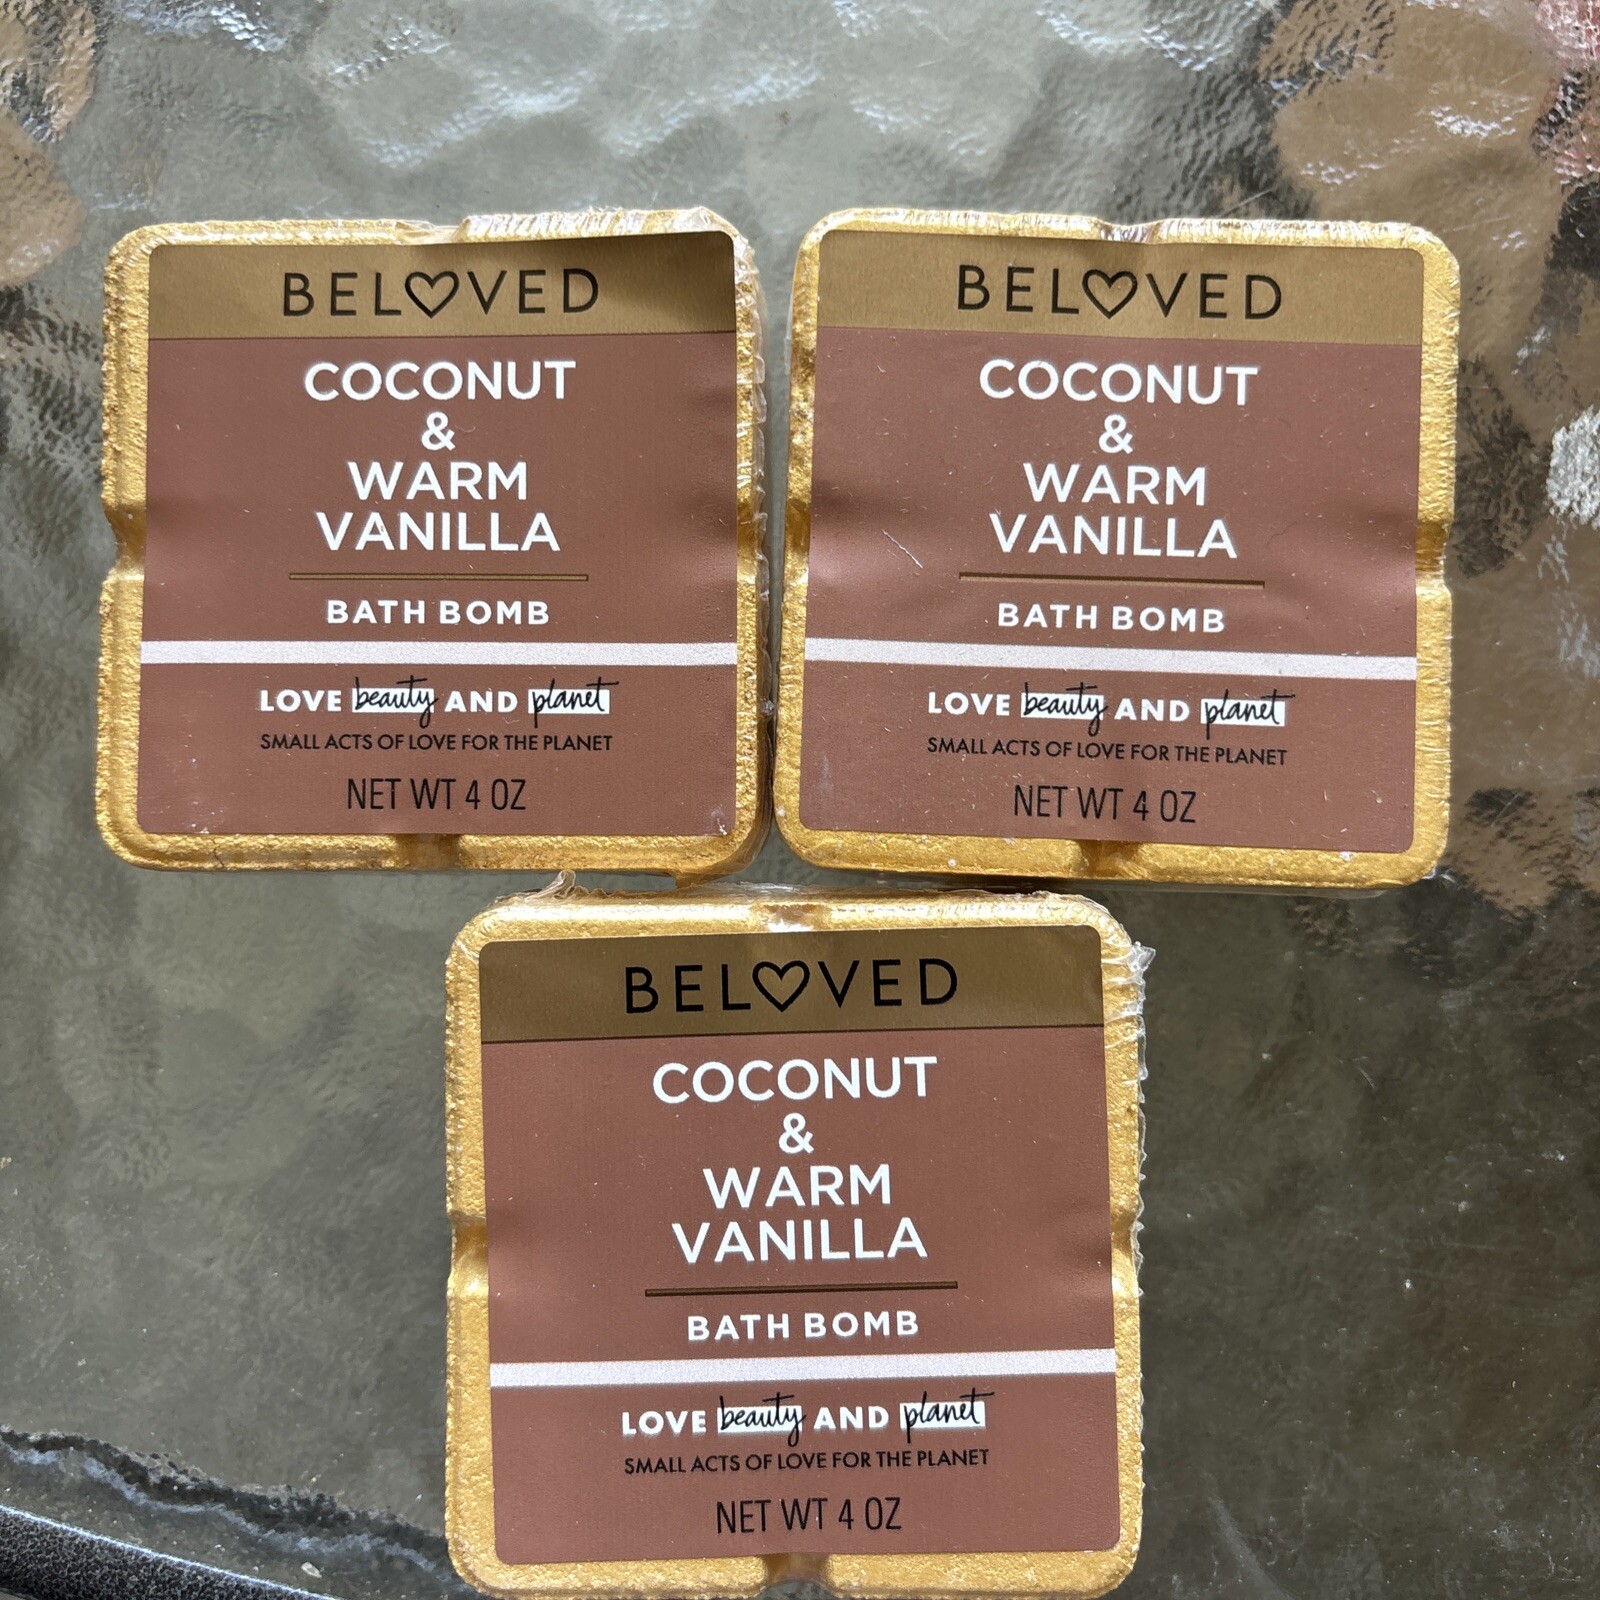 BELOVED
COCONUT
&
WARM
VANILLA
BATH BOMB
LOVE beauty AND planet
SMALL ACTS OF LOVE FOR THE PLANET
NET WT 4 OZ
BELOVED
COCONUT
&
WARM
VANILLA
BATH BOMB
LOVE beauty AND planet
SMALL ACTS OF LOVE FOR THE PLANET
NET WT 4 OZ
BELOVED
COCONUT
&
WARM
VANILLA
BATH BOMB
LOVE beauty AND planet
SMALL ACTS OF LOVE FOR THE PLANET
NET WT 4 OZ